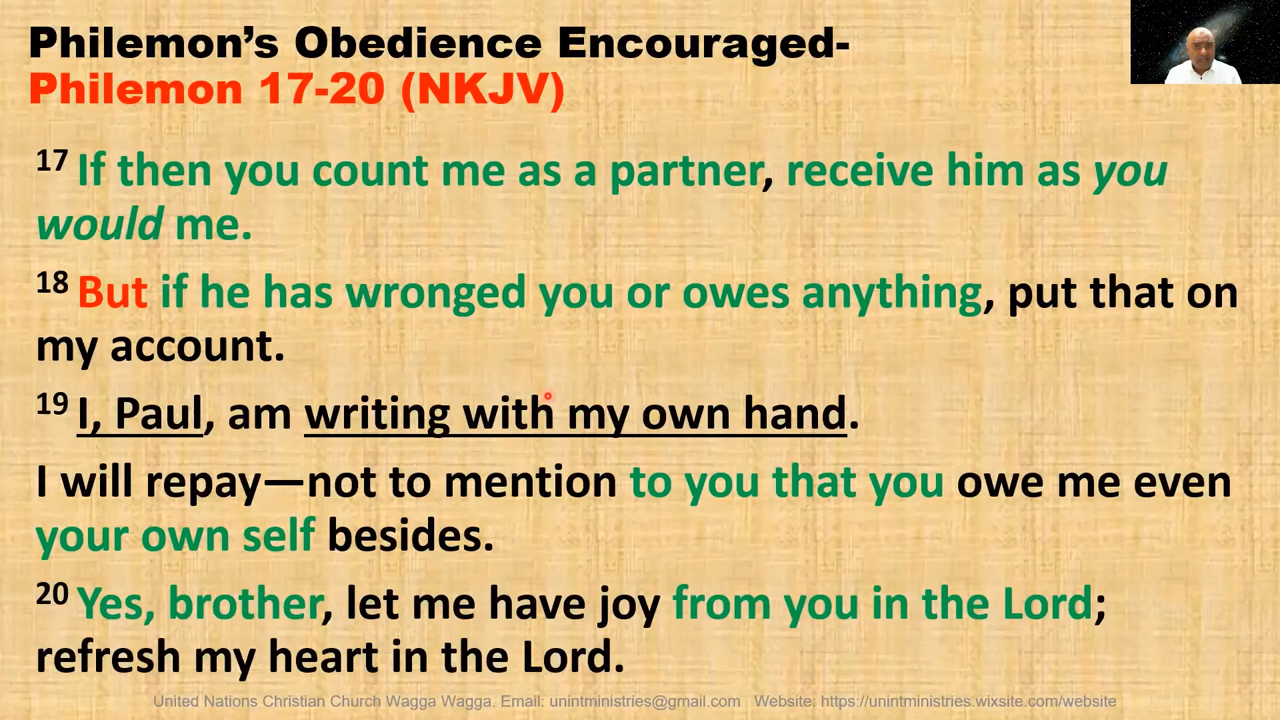 Philemon’s Obedience Encouraged-
Philemon 17-20 (NKJV)
17 If then you count me as a partner, receive him as you
would me.
18 But if he has wronged you or owes anything, put that on
my account.
19 I, Paul, am writing with my own hand.
I will repay—not to mention to you that you owe me even
your own self besides.
20 Yes, brother, let me have joy from you in the Lord;
refresh my heart in the Lord.
United Nations Christian Church Wagga Wagga. Email: unintministries@gmail.com Website: https://unintministries.wixsite.com/website